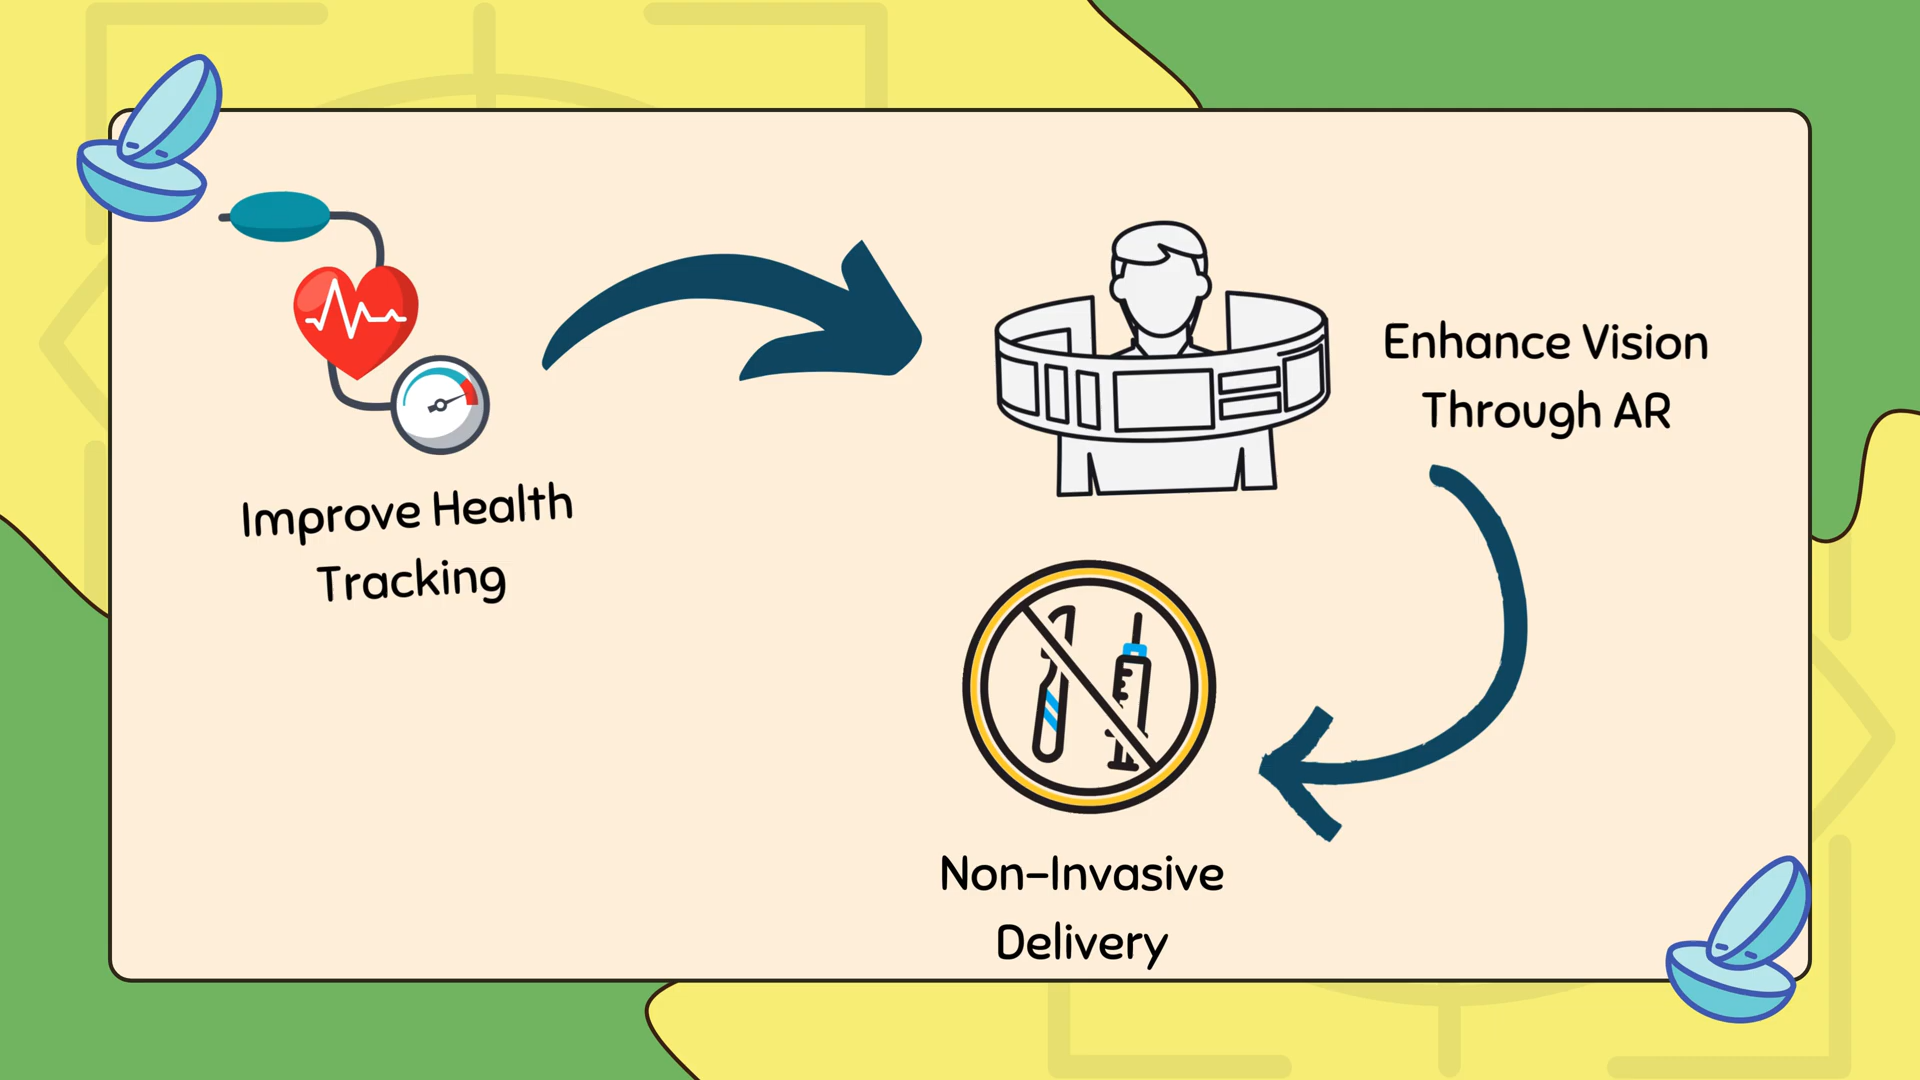 Improve Health
Tracking
Enhance Vision
Through AR
Non-Invasive
Delivery